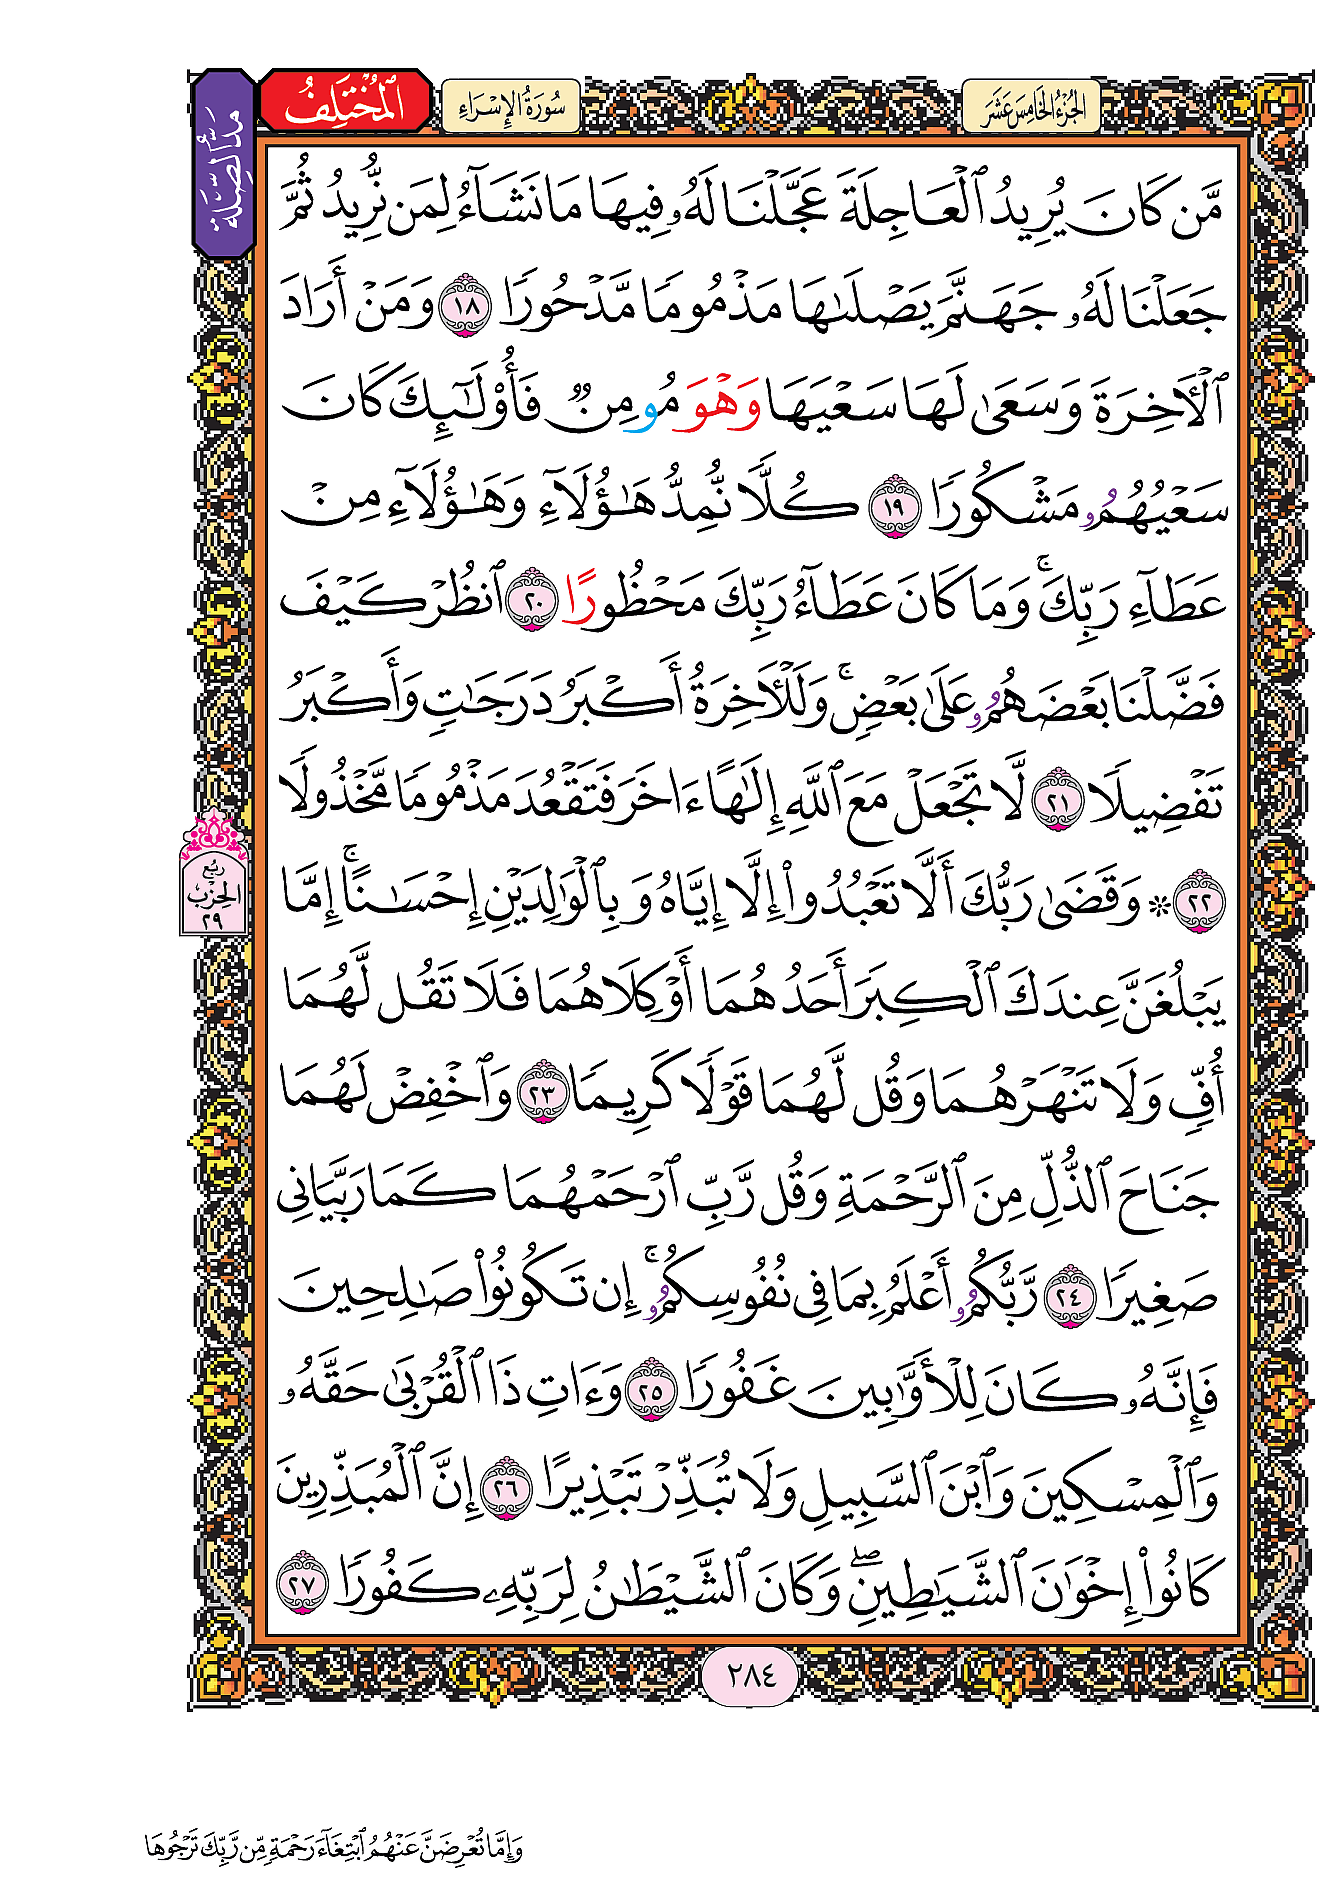 الجُزْءُ الخَامِسَ عَشَرَ
سُورَةُ الإِسْرَاءِ
المُخْتَلِفُ
مَدُّ الصِّلَة
مَّن كَانَ يُرِيدُ ٱلْعَاجِلَةَ عَجَّلْنَا لَهُۥ فِيهَا مَا نَشَآءُ لِمَن نُّرِيدُ ثُمَّ
جَعَلْنَا لَهُۥ جَهَنَّمَ يَصْلَىٰهَا مَذْمُومًا مَّدْحُورًا ١٨ وَمَنْ أَرَادَ
ٱلْأَخِرَةَ وَسَعَىٰ لَهَا سَعْيَهَا وَهْوَ مُومِنٌ فَأُوْلَٰٓئِكَ كَانَ
سَعْيُهُمُۥ مَشْكُورًا ١٩ كُلًّا نُّمِدُّ هَٰٓؤُلَآءِ وَهَٰٓؤُلَآءِ مِنْ
عَطَآءِ رَبِّكَۚ وَمَا كَانَ عَطَآءُ رَبِّكَ مَحْظُورًا ٢٠ ٱنظُرْ كَيْفَ
فَضَّلْنَا بَعْضَهُمُۥ عَلَىٰ بَعْضٍۚ وَلَلْأَخِرَةُ أَكْبَرُ دَرَجَٰتٍ وَأَكْبَرُ
تَفْضِيلًا ٢١ لَّا تَجْعَلْ مَعَ ٱللَّهِ إِلَٰهًا ءَاخَرَ فَتَقْعُدَ مَذْمُومًا مَّخْذُولًا
٢٢ ۞ وَقَضَىٰ رَبُّكَ أَلَّا تَعْبُدُوٓاْ إِلَّآ إِيَّاهُ وَبِٱلْوَٰلِدَيْنِ إِحْسَٰنًاۚ إِمَّا
يَبْلُغَنَّ عِندَكَ ٱلْكِبَرَ أَحَدُهُمَا أَوْ كِلَاهُمَا فَلَا تَقُل لَّهُمَا
أُفٍّ وَلَا تَنْهَرْهُمَا وَقُل لَّهُمَا قَوْلًا كَرِيمًا ٢٣ وَٱخْفِضْ لَهُمَا
جَنَاحَ ٱلذُّلِّ مِنَ ٱلرَّحْمَةِ وَقُل رَّبِّ ٱرْحَمْهُمَا كَمَا رَبَّيَانِى
صَغِيرًا ٢٤ رَّبُّكُمُۥ أَعْلَمُ بِمَا فِى نُفُوسِكُمُۥۚ إِن تَكُونُواْ صَٰلِحِينَ
فَإِنَّهُۥ كَانَ لِلْأَوَّٰبِينَ غَفُورًا ٢٥ وَءَاتِ ذَا ٱلْقُرْبَىٰ حَقَّهُۥ
وَٱلْمِسْكِينَ وَٱبْنَ ٱلسَّبِيلِ وَلَا تُبَذِّرْ تَبْذِيرًا ٢٦ إِنَّ ٱلْمُبَذِّرِينَ
كَانُواْ إِخْوَٰنَ ٱلشَّيَٰطِينِۖ وَكَانَ ٱلشَّيْطَٰنُ لِرَبِّهِۦ كَفُورًا ٢٧
رُبُع
الحِزْب
٢٩
٢٨٤
وَإِمَّا تُعْرِضَنَّ عَنْهُمُ ٱبْتِغَآءَ رَحْمَةٍ مِّن رَّبِّكَ تَرْجُوهَا